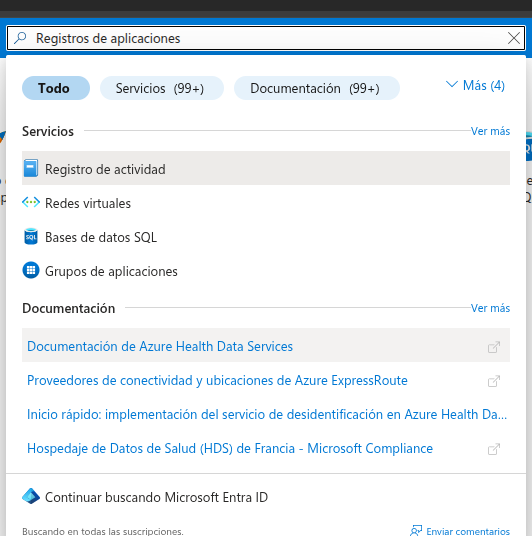 Registros de aplicaciones
Todo Servicios (99+) Documentación (99+) Más (4)
Servicios Ver más
Registro de actividad
Redes virtuales
SQL Bases de datos SQL
Grupos de aplicaciones
Documentación Ver más
Documentación de Azure Health Data Services
Proveedores de conectividad y ubicaciones de Azure ExpressRoute
Inicio rápido: implementación del servicio de desidentificación en Azure Health Da...
Hospedaje de Datos de Salud (HDS) de Francia - Microsoft Compliance
Continuar buscando Microsoft Entra ID
Buscando en todas las suscripciones. Enviar comentarios